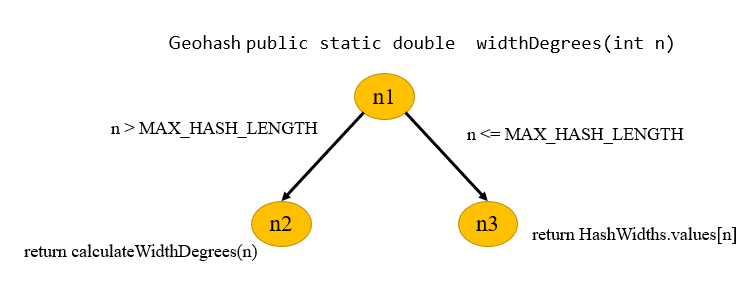 Geohash public static double widthDegrees(int n)
n1
n > MAX_HASH_LENGTH
n <= MAX_HASH_LENGTH
n2
n3
return calculateWidthDegrees(n)
return HashWidths.values[n]